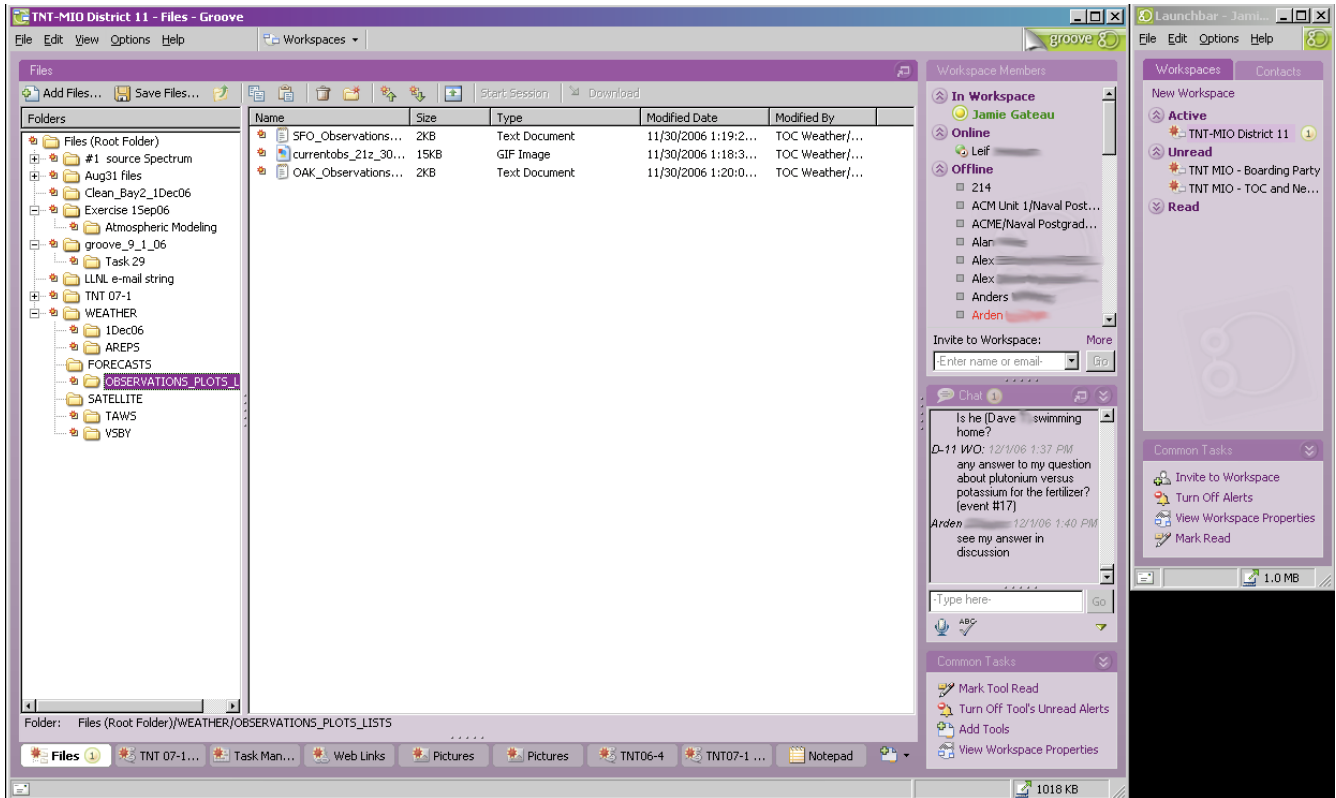 TNT-MIO District 11 - Files - Groove
File Edit View Options Help
Workspaces
groove
Files
Add Files... Save Files... Start Session Download
Folders
Name Size Type Modified Date Modified By
Files (Root Folder)
#1 source Spectrum
Aug31 files
Clean_Bay2_1Dec06
Exercise 1Sep06
Atmospheric Modeling
groove_9_1_06
Task 29
LLNL e-mail string
TNT 07-1
WEATHER
1Dec06
AREPS
FORECASTS
OBSERVATIONS_PLOTS_L
SATELLITE
TAWS
VSBY
SFO_Observations... 2KB Text Document 11/30/2006 1:19:2... TOC Weather/...
currentobs_21z_30... 15KB GIF Image 11/30/2006 1:18:3... TOC Weather/...
OAK_Observations... 2KB Text Document 11/30/2006 1:20:0... TOC Weather/...
Folder: Files (Root Folder)/WEATHER/OBSERVATIONS_PLOTS_LISTS
Files 1 TNT 07-1... Task Man... Web Links Pictures Pictures TNT06-4 TNT07-1 ... Notepad
Workspace Members
In Workspace
Jamie Gateau
Online
Leif
Offline
214
ACM Unit 1/Naval Post...
ACME/Naval Postgrad...
Alan
Alex
Alex
Anders
Arden
Invite to Workspace: More
-Enter name or email- Go
Chat 1
Is he (Dave swimming
home?
D-11 WO: 12/1/06 1:37 PM
any answer to my question
about plutonium versus
potassium for the fertilizer?
(event #17)
Arden 12/1/06 1:40 PM
see my answer in
discussion
-Type here- Go
ABC
Common Tasks
Mark Tool Read
Turn Off Tool's Unread Alerts
Add Tools
View Workspace Properties
1018 KB
Launchbar - Jami...
File Edit Options Help
Workspaces Contacts
New Workspace
Active
TNT-MIO District 11 1
Unread
TNT MIO - Boarding Party
TNT MIO - TOC and Ne...
Read
Common Tasks
Invite to Workspace
Turn Off Alerts
View Workspace Properties
Mark Read
1.0 MB